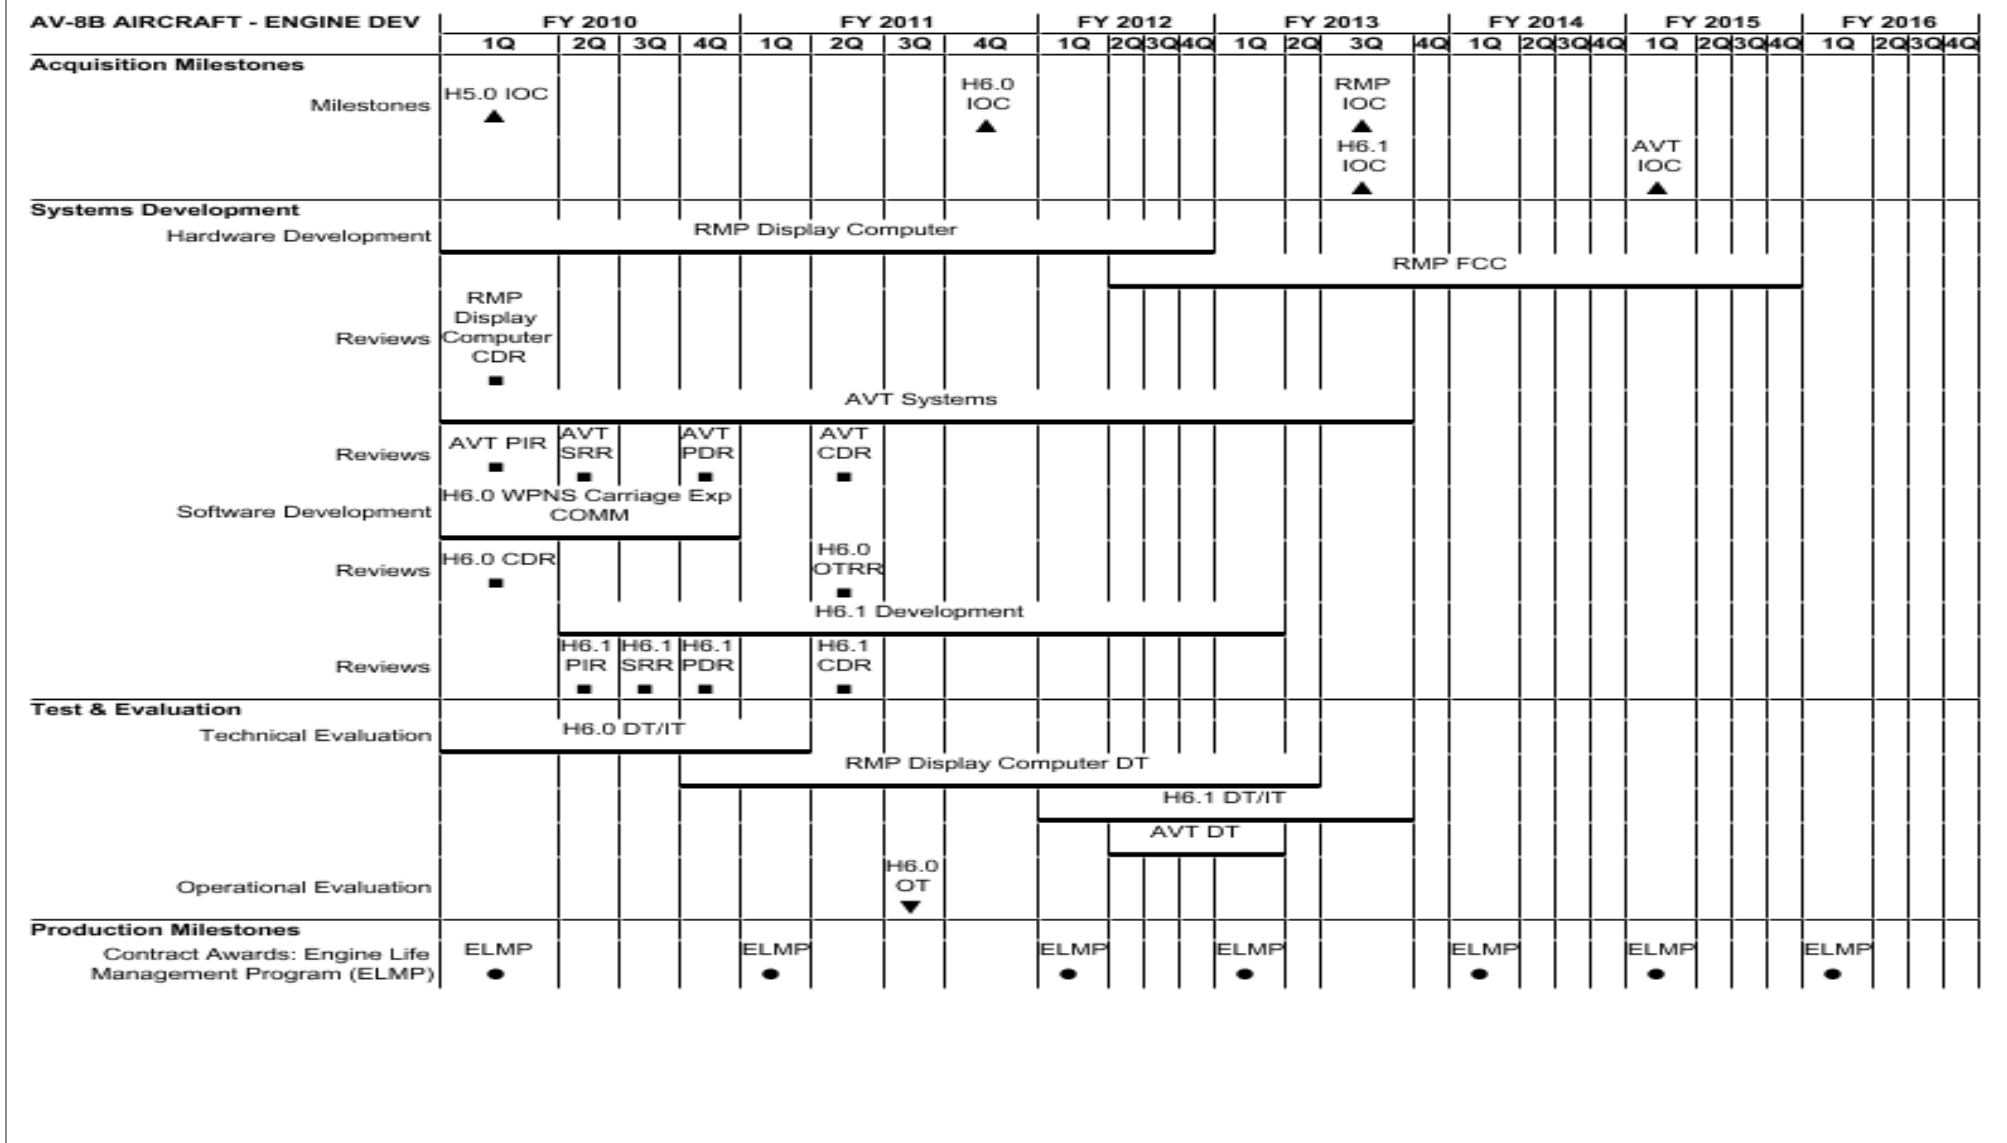 AV-8B AIRCRAFT - ENGINE DEV FY 2010 FY 2011 FY 2012 FY 2013 FY 2014 FY 2015 FY 2016
1Q 2Q 3Q 4Q 1Q 2Q 3Q 4Q 1Q 2Q 3Q 4Q 1Q 2Q 3Q 4Q 1Q 2Q 3Q 4Q 1Q 2Q 3Q 4Q 1Q 2Q 3Q 4Q
Acquisition Milestones
Milestones
H5.0 IOC
H6.0
IOC
RMP
IOC
H6.1
IOC
AVT
IOC
Systems Development
Hardware Development
RMP Display Computer
RMP FCC
Reviews
RMP
Display
Computer
CDR
AVT Systems
Reviews
AVT PIR
AVT
SRR
AVT
PDR
AVT
CDR
Software Development
H6.0 WPNS Carriage Exp
COMM
Reviews
H6.0 CDR
H6.0
OTRR
H6.1 Development
Reviews
H6.1
PIR
H6.1
SRR
H6.1
PDR
H6.1
CDR
Test & Evaluation
Technical Evaluation
H6.0 DT/IT
RMP Display Computer DT
H6.1 DT/IT
AVT DT
Operational Evaluation
H6.0
OT
Production Milestones
Contract Awards: Engine Life
Management Program (ELMP)
ELMP ELMP ELMP ELMP ELMP ELMP ELMP